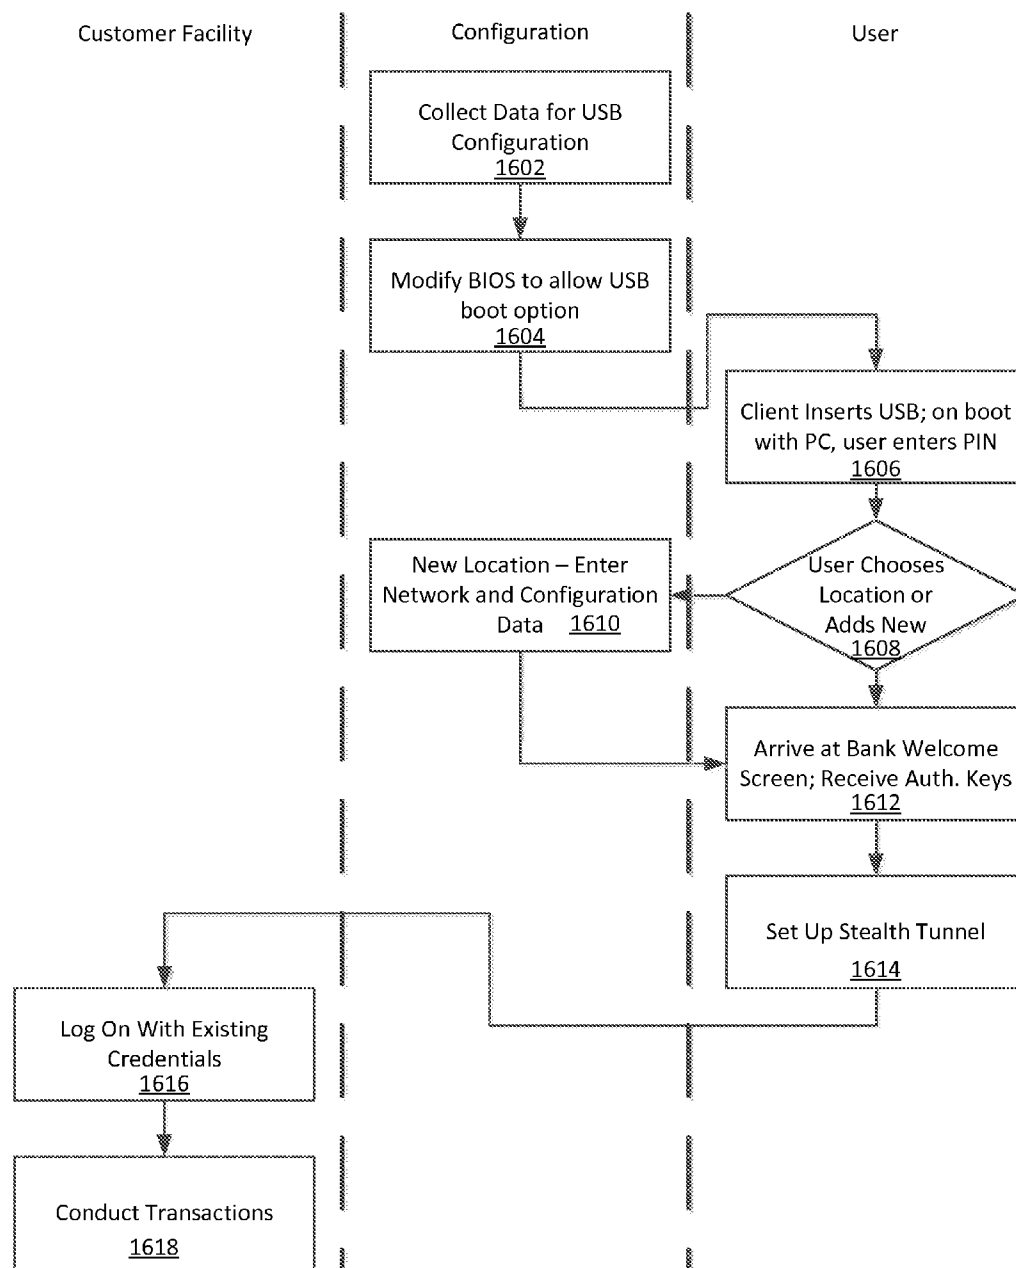 Customer Facility
Configuration
User
Collect Data for USB
Configuration
1602
Modify BIOS to allow USB
boot option
1604
Client Inserts USB; on boot
with PC, user enters PIN
1606
User Chooses
Location or
Adds New
1608
New Location – Enter
Network and Configuration
Data 1610
Arrive at Bank Welcome
Screen; Receive Auth. Keys
1612
Set Up Stealth Tunnel
1614
Log On With Existing
Credentials
1616
Conduct Transactions
1618